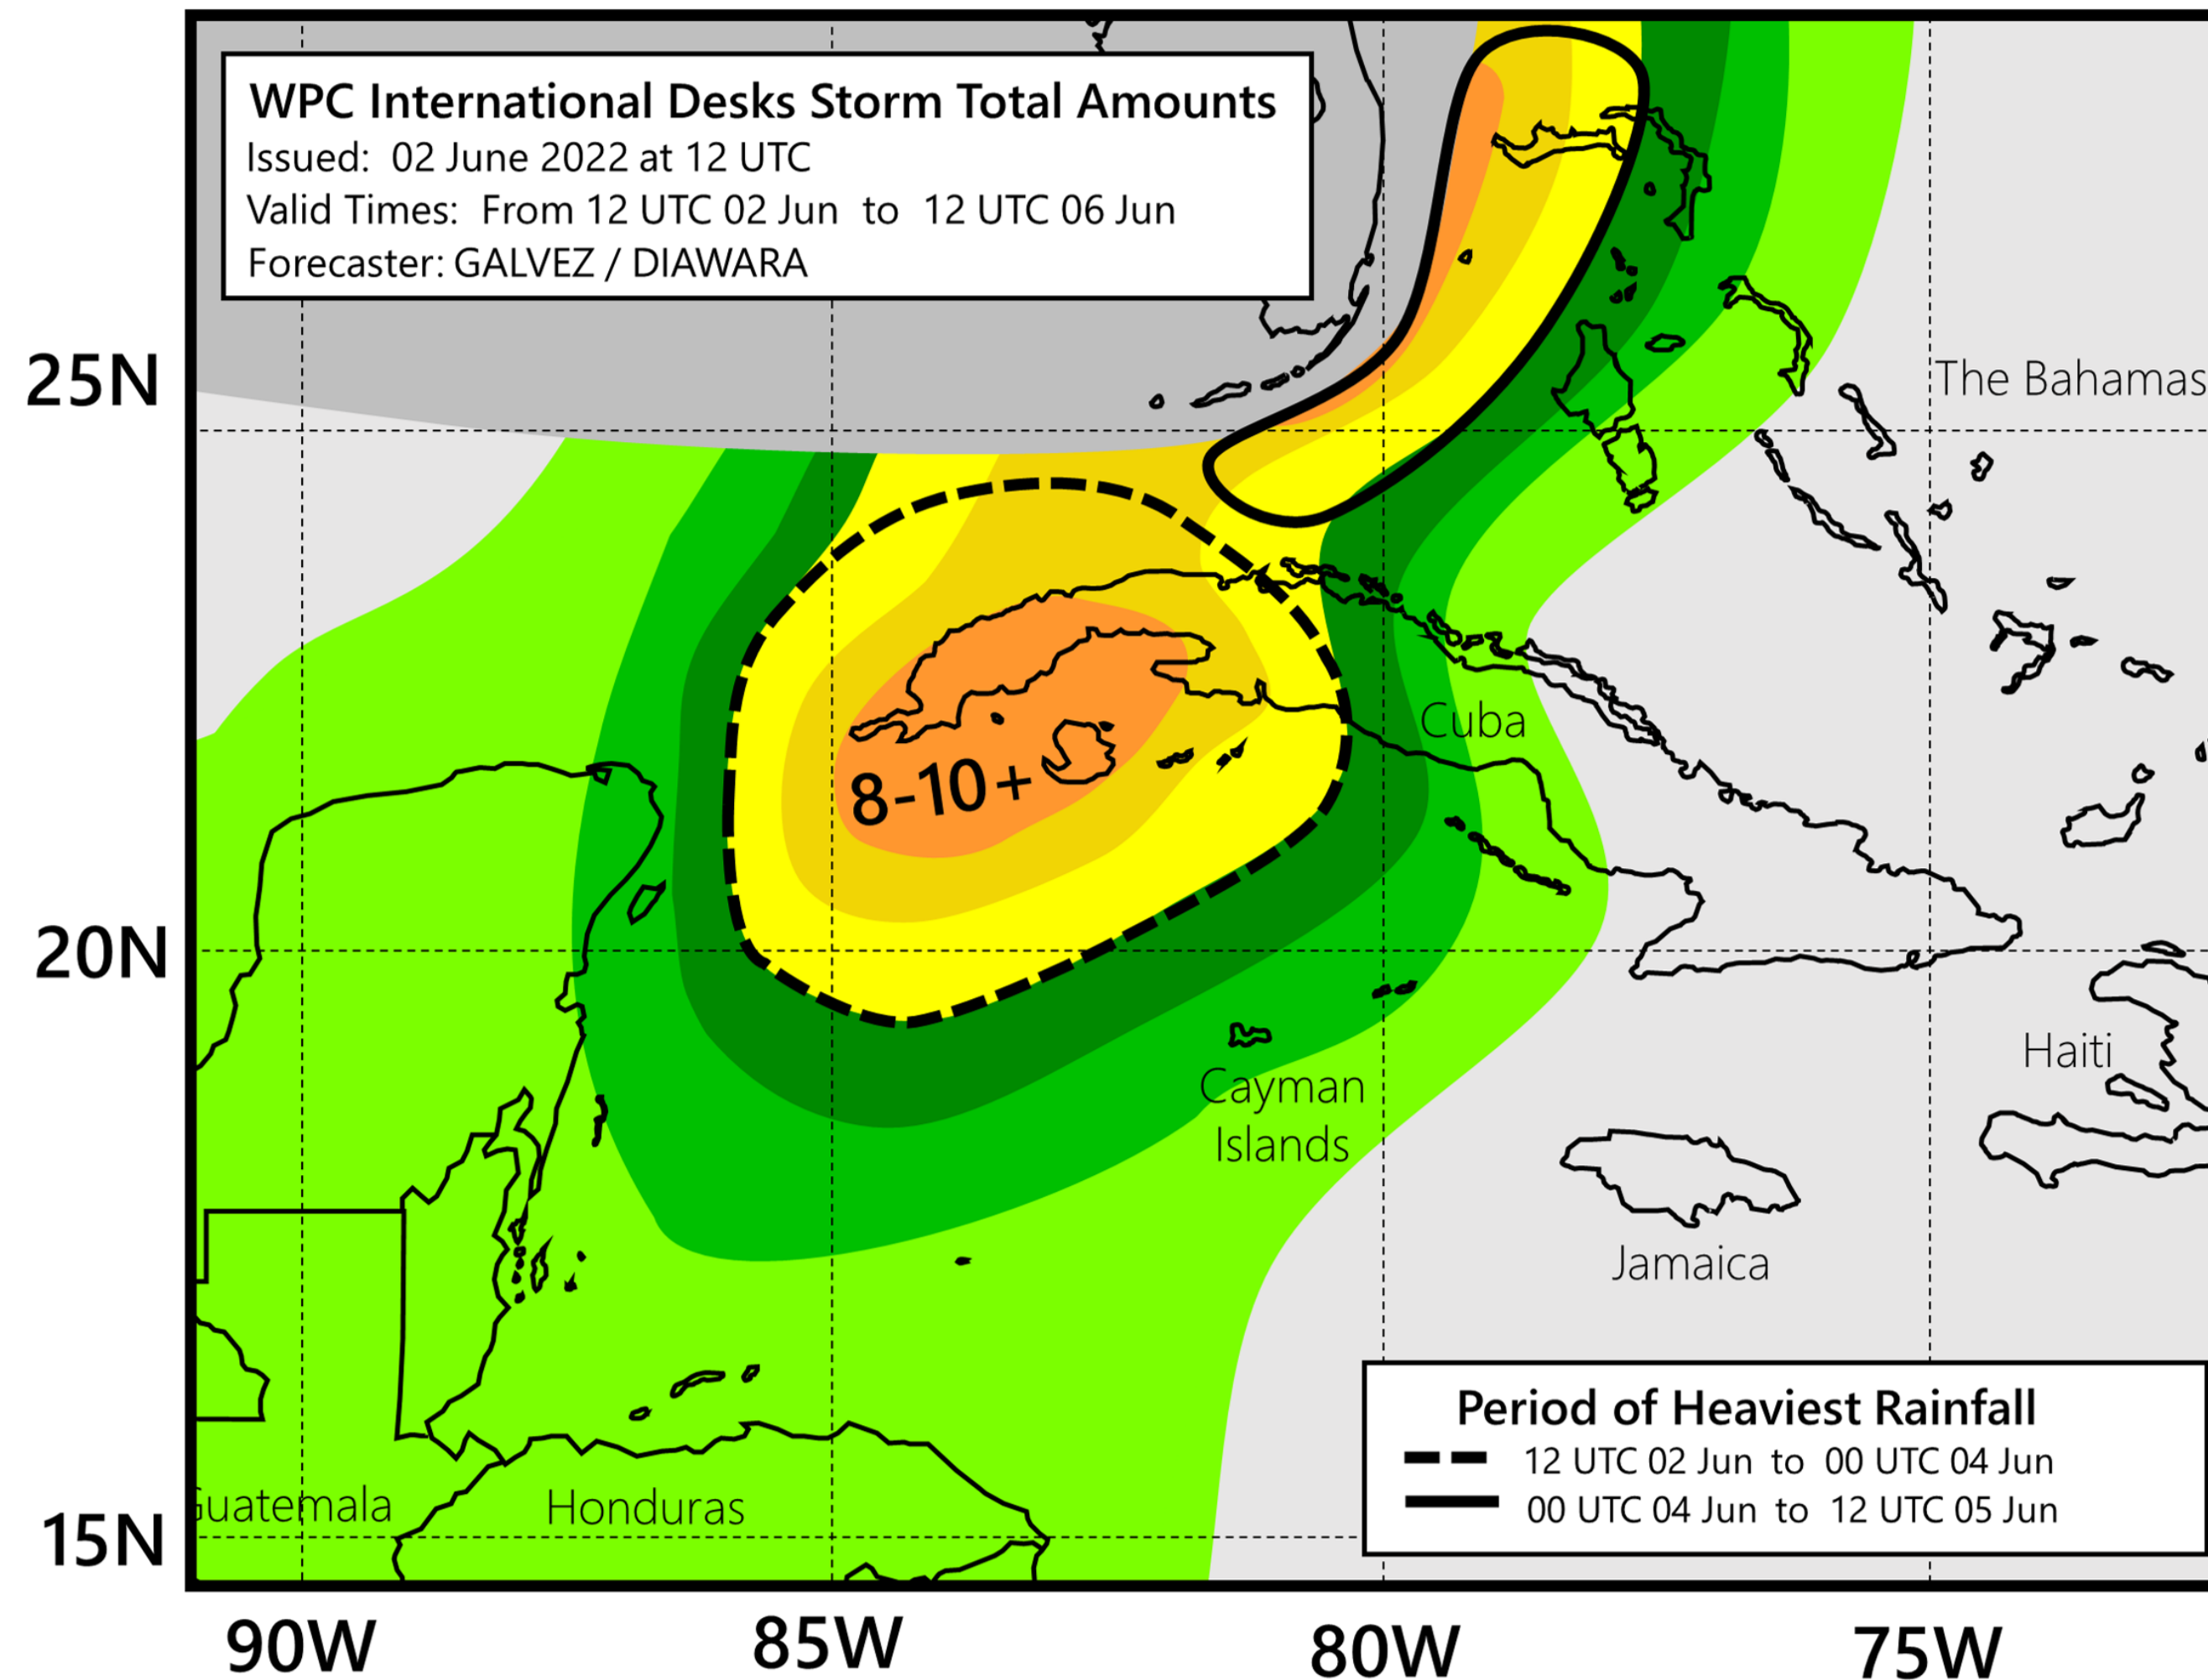 WPC International Desks Storm Total Amounts
Issued: 02 June 2022 at 12 UTC
Valid Times: From 12 UTC 02 Jun to 12 UTC 06 Jun
Forecaster: GALVEZ / DIAWARA
25N
The Bahamas
Cuba
8-10+
20N
Haiti
Cayman
Islands
Jamaica
Period of Heaviest Rainfall
12 UTC 02 Jun to 00 UTC 04 Jun
00 UTC 04 Jun to 12 UTC 05 Jun
Guatemala
Honduras
15N
90W
85W
80W
75W